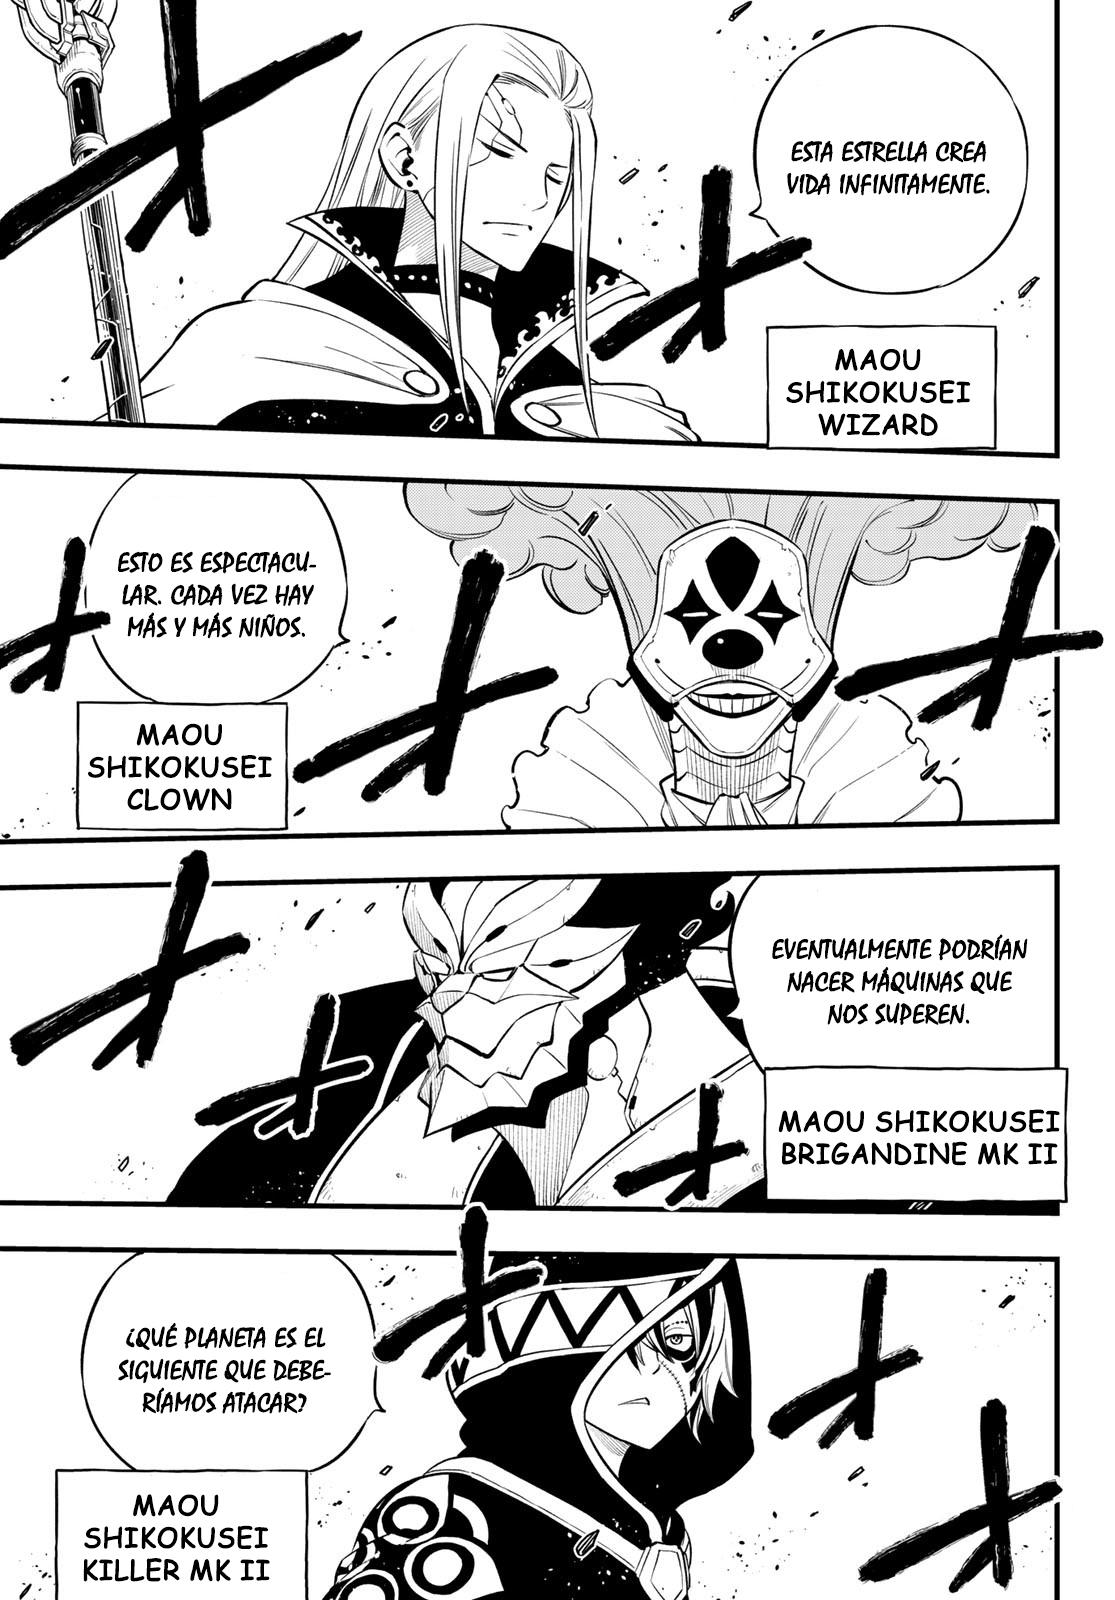 ESTA ESTRELLA CREA
VIDA INFINITAMENTE.
MAOU
SHIKOKUSEI
WIZARD
ESTO ES ESPECTACU-
LAR. CADA VEZ HAY
MÁS Y MÁS NIÑOS.
MAOU
SHIKOKUSEI
CLOWN
EVENTUALMENTE PODRÍAN
NACER MÁQUINAS QUE
NOS SUPEREN.
MAOU SHIKOKUSEI
BRIGANDINE MK II
¿QUÉ PLANETA ES EL
SIGUIENTE QUE DEBE-
RÍAMOS ATACAR?
MAOU
SHIKOKUSEI
KILLER MK II